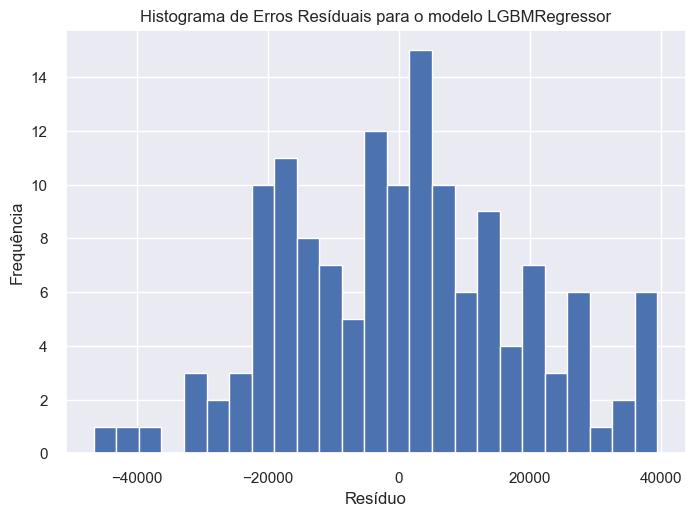 Histograma de Erros Resíduais para o modelo LGBMRegressor
Frequência
14
12
10
8
6
4
2
0
−40000 −20000 0 20000 40000
Resíduo